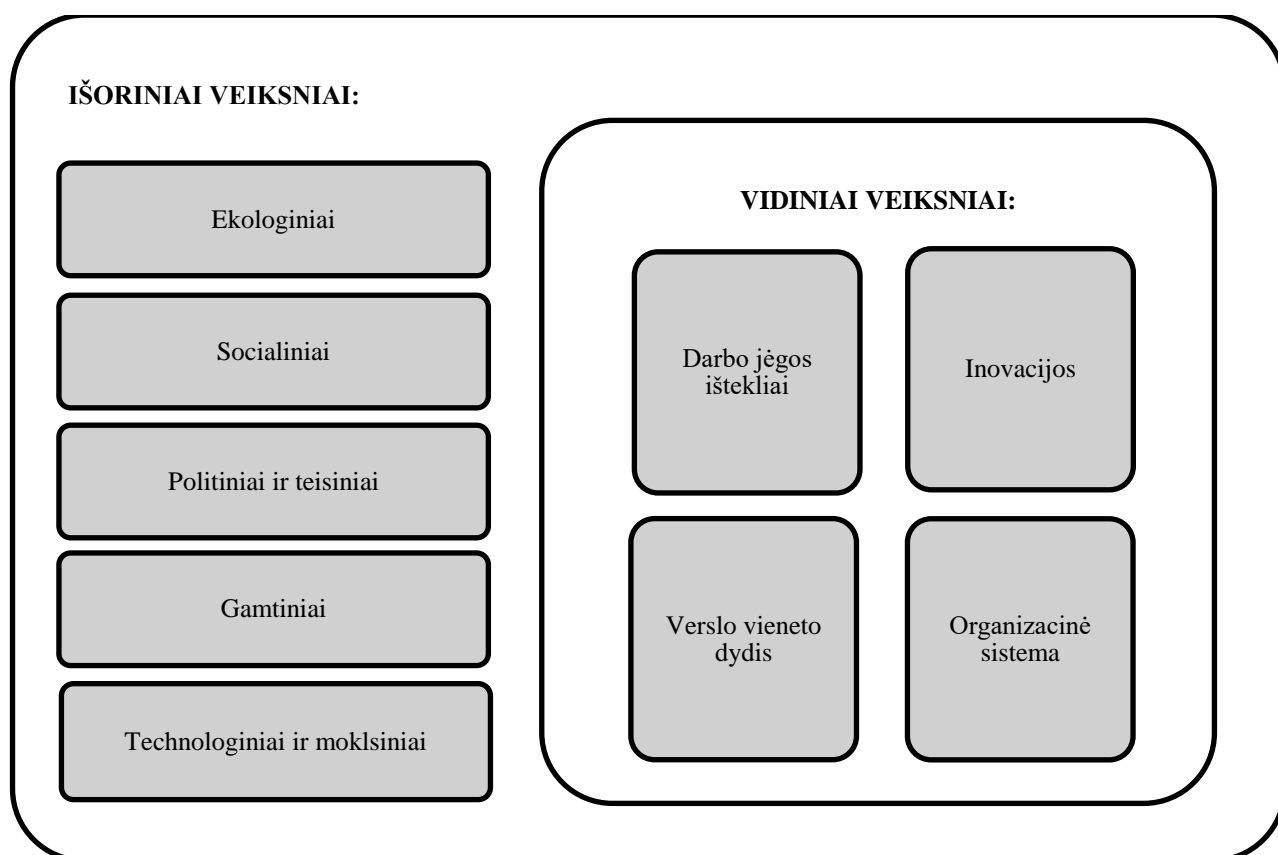 IŠORINIAI VEIKSNIAI:
Ekologiniai
Socialiniai
Politiniai ir teisiniai
Gamtiniai
Technologiniai ir moklsiniai
VIDINIAI VEIKSNIAI:
Darbo jėgos
ištekliai
Inovacijos
Verslo vieneto
dydis
Organizacinė
sistema